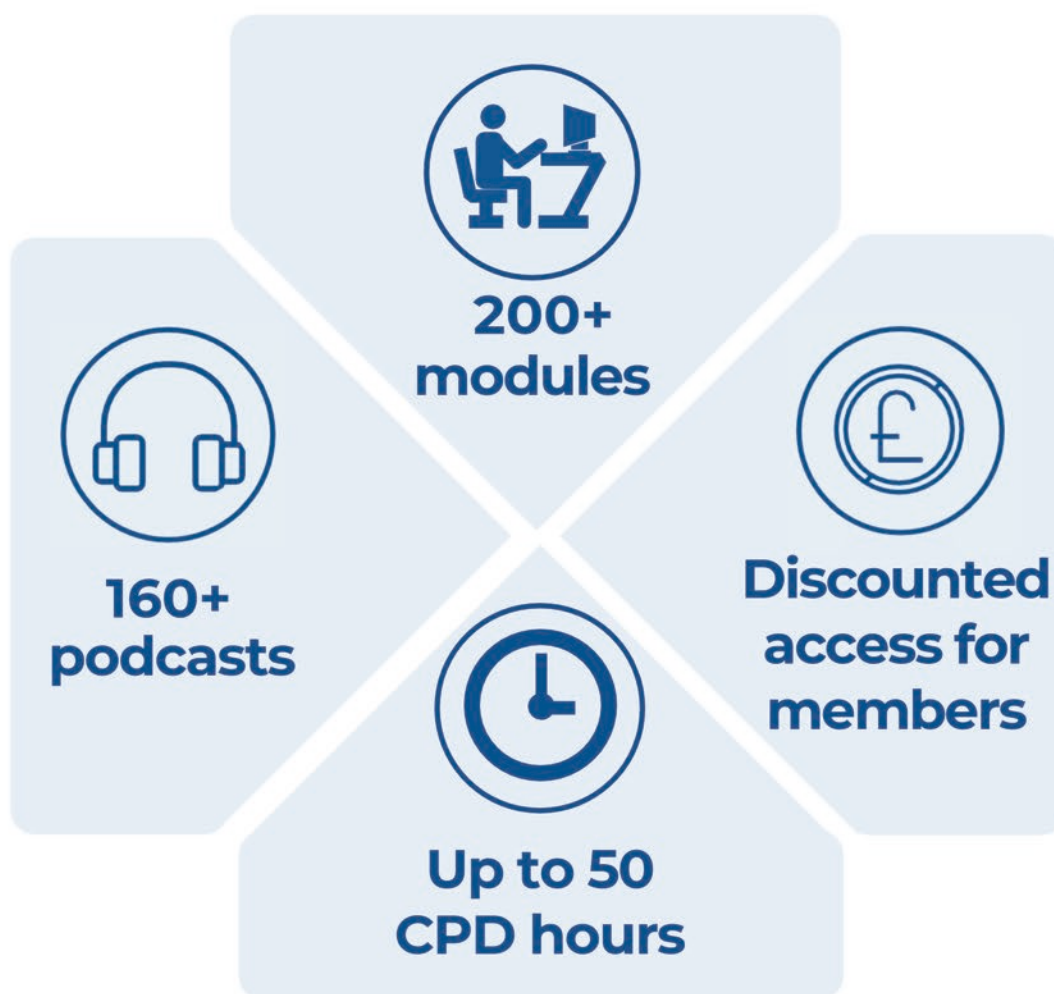 200+
modules
160+
podcasts
£
Discounted
access for
members
Up to 50
CPD hours